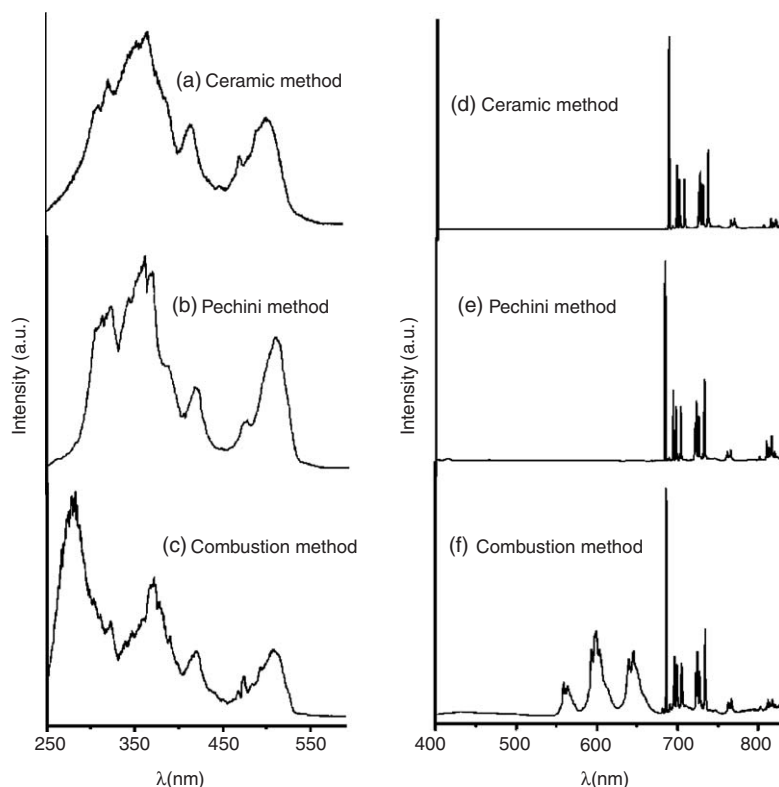 (a) Ceramic method
(b) Pechini method
(c) Combustion method
Intensity (a.u.)
250
350
450
550
λ(nm)
(d) Ceramic method
(e) Pechini method
(f) Combustion method
Intensity (a.u.)
400
500
600
700
800
λ(nm)